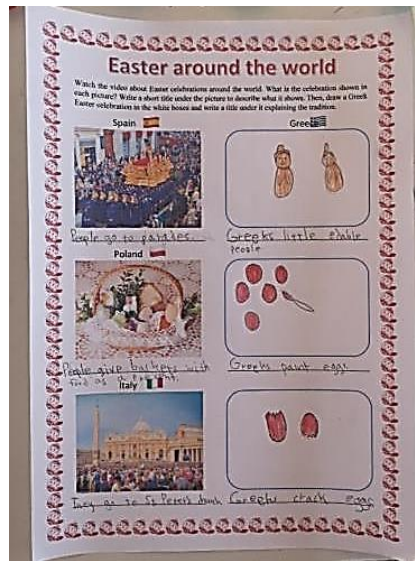 Easter around the world
Watch the video about Easter celebrations around the world. What is the celebration shown in
each picture? Write a short title under the picture to describe what it shows. Then, draw a Greek
Easter celebration in the white boxes and write a title under it explaining the tradition.
Spain
Gree
People go to parades.
Greeks little edable
people
Poland
People give baskets with
food as a present.
Greeks paint eggs
Italy
They go to St Peter's church
Greeks crack eggs